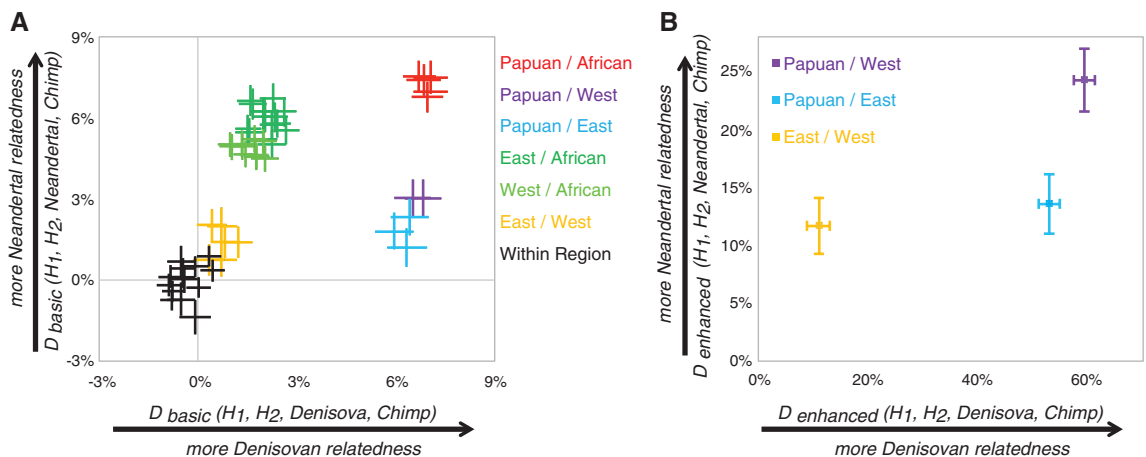 A
more Neandertal relatedness
D basic (H1, H2, Neandertal, Chimp)
9%
6%
3%
0%
-3%
-3%
0%
3%
6%
9%
D basic (H1, H2, Denisova, Chimp)
more Denisovan relatedness
Papuan / African
Papuan / West
Papuan / East
East / African
West / African
East / West
Within Region
B
more Neandertal relatedness
D enhanced (H1, H2, Neandertal, Chimp)
25%
20%
15%
10%
5%
0%
0%
20%
40%
60%
Papuan / West
Papuan / East
East / West
D enhanced (H1, H2, Denisova, Chimp)
more Denisovan relatedness